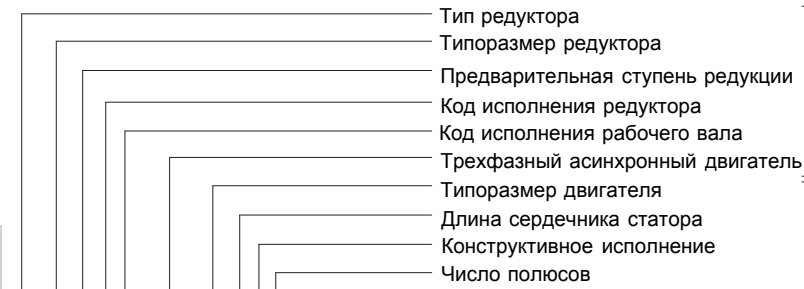 Тип редуктора
Типоразмер редуктора
Предварительная ступень редукции
Код исполнения редуктора
Код исполнения рабочего вала
Трехфазный асинхронный двигатель
Типоразмер двигателя
Длина сердечника статора
Конструктивное исполнение
Число полюсов